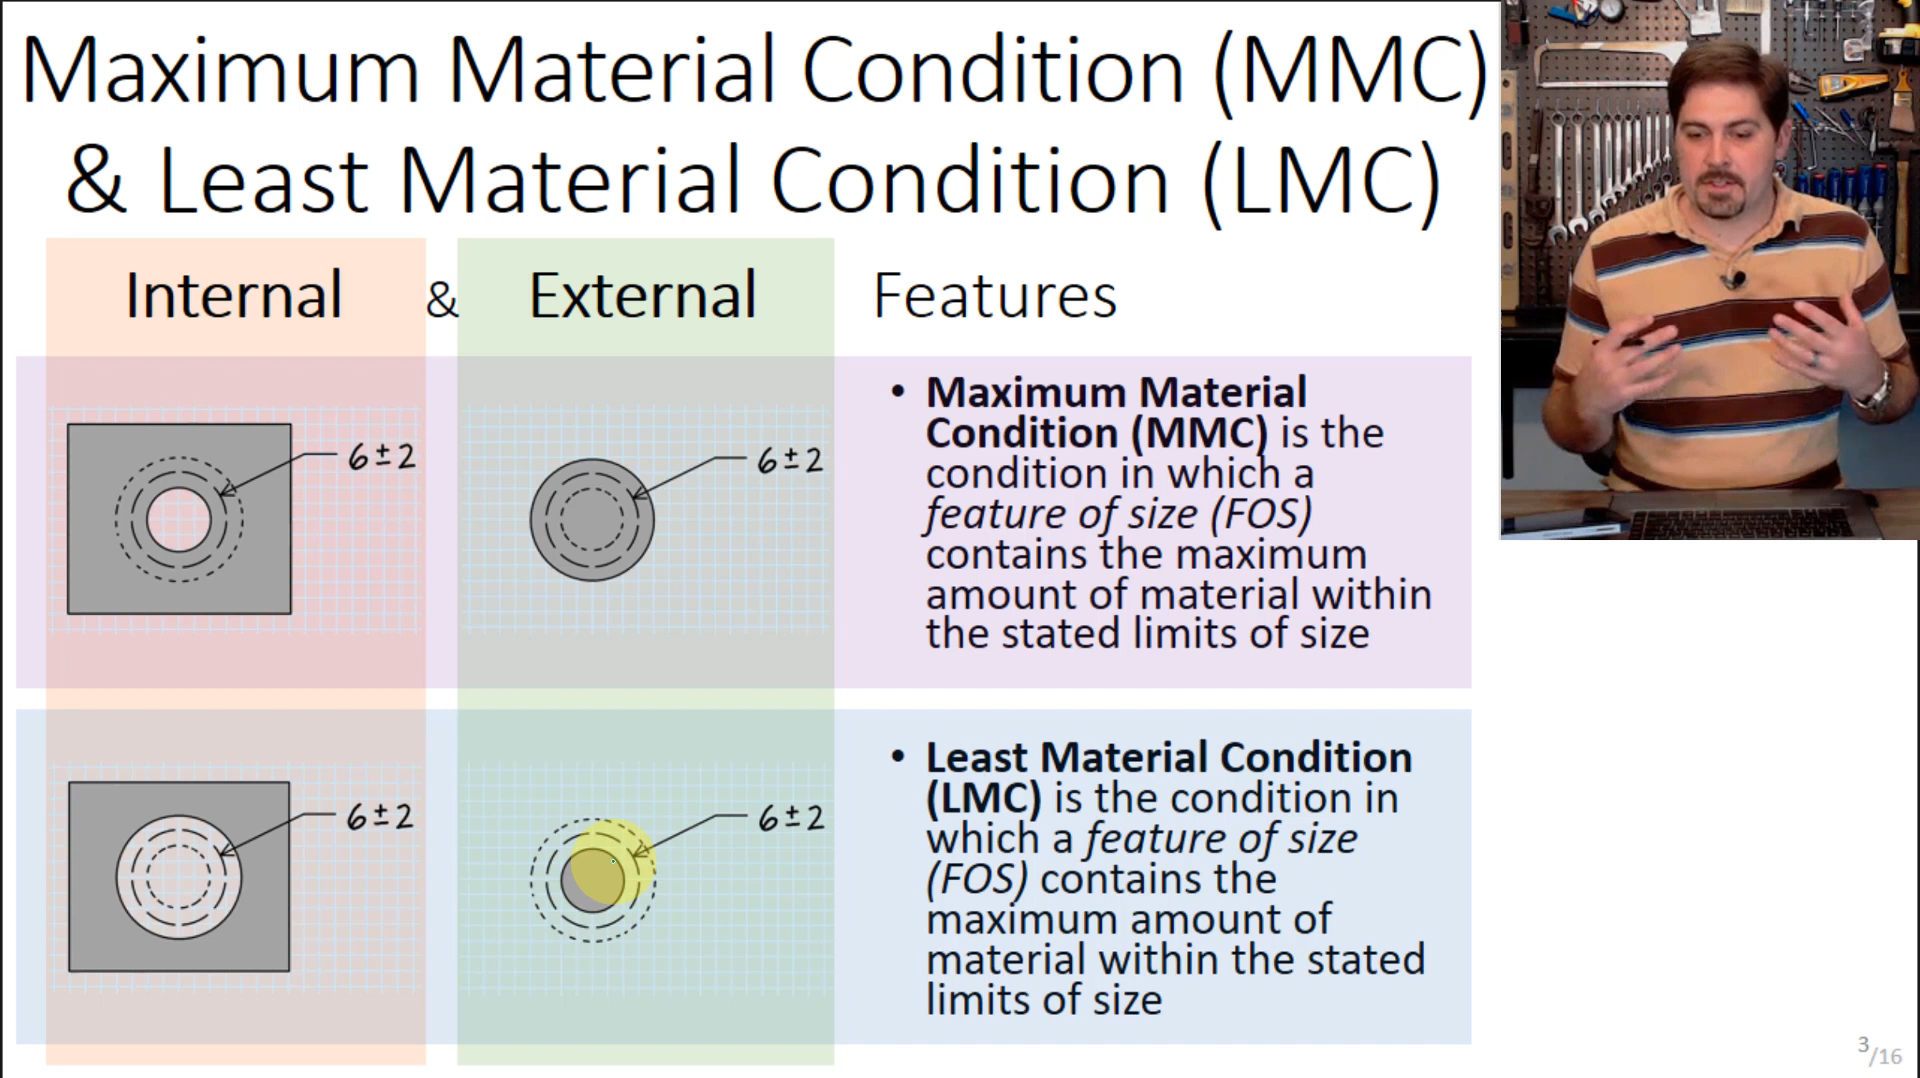 Maximum Material Condition (MMC)
& Least Material Condition (LMC)
Internal & External Features
6±2
6±2
• Maximum Material
Condition (MMC) is the
condition in which a
feature of size (FOS)
contains the maximum
amount of material within
the stated limits of size
6±2
6±2
• Least Material Condition
(LMC) is the condition in
which a feature of size
(FOS) contains the
maximum amount of
material within the stated
limits of size
3/16